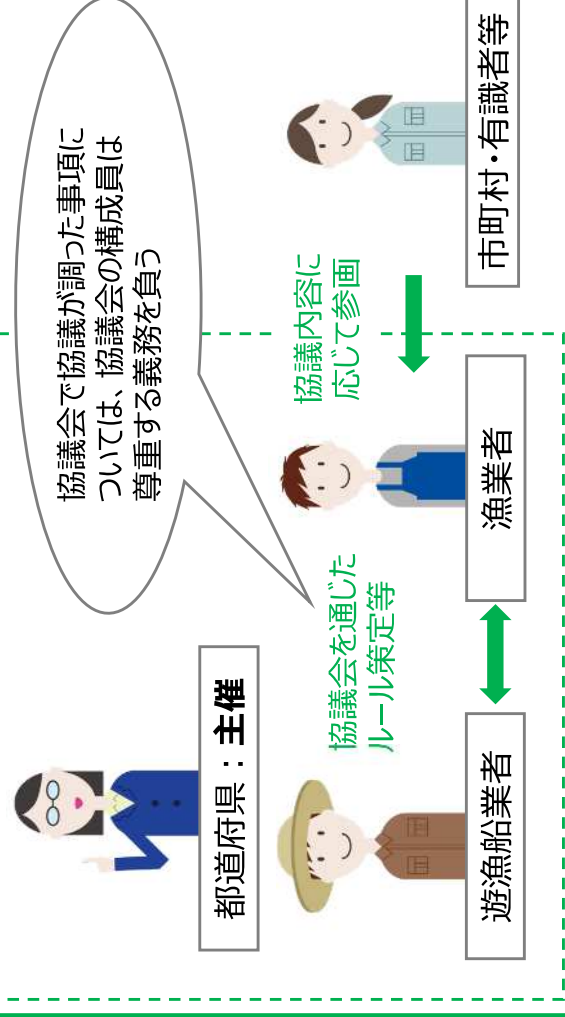 協議会で協議が調った事項に
ついては、協議会の構成員は
尊重する義務を負う
都道府県：主催
協議会を通じた
ルール策定等
協議内容に
応じて参画
遊漁船業者
漁業者
市町村・有識者等